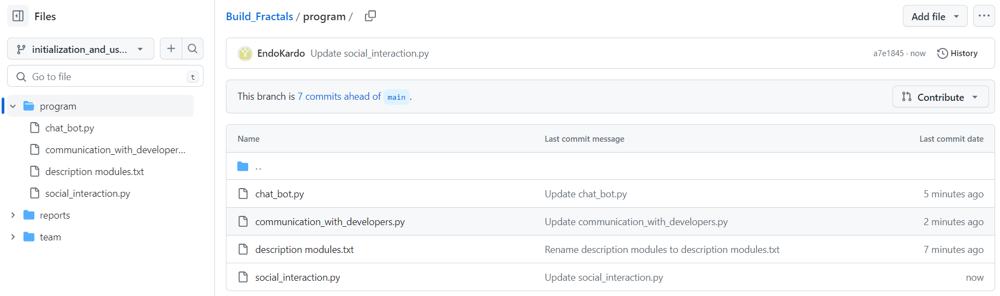 Files
initialization_and_us...
Go to file
t
program
chat_bot.py
communication_with_developer...
description modules.txt
social_interaction.py
reports
team
Build_Fractals / program /
Add file
EndoKardo Update social_interaction.py
a7e1845 · now
History
This branch is 7 commits ahead of main .
Contribute
Name Last commit message Last commit date
..
chat_bot.py Update chat_bot.py 5 minutes ago
communication_with_developers.py Update communication_with_developers.py 2 minutes ago
description modules.txt Rename description modules to description modules.txt 7 minutes ago
social_interaction.py Update social_interaction.py now